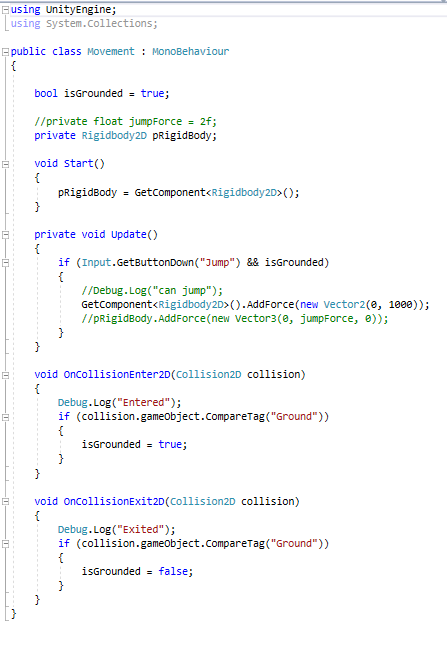 using UnityEngine;
using System.Collections;
public class Movement : MonoBehaviour
{
bool isGrounded = true;
//private float jumpForce = 2f;
private Rigidbody2D pRigidBody;
void Start()
{
pRigidBody = GetComponent<Rigidbody2D>();
}
private void Update()
{
if (Input.GetButtonDown("Jump") && isGrounded)
{
//Debug.Log("can jump");
GetComponent<Rigidbody2D>().AddForce(new Vector2(0, 1000));
//pRigidBody.AddForce(new Vector3(0, jumpForce, 0));
}
}
void OnCollisionEnter2D(Collision2D collision)
{
Debug.Log("Entered");
if (collision.gameObject.CompareTag("Ground"))
{
isGrounded = true;
}
}
void OnCollisionExit2D(Collision2D collision)
{
Debug.Log("Exited");
if (collision.gameObject.CompareTag("Ground"))
{
isGrounded = false;
}
}
}